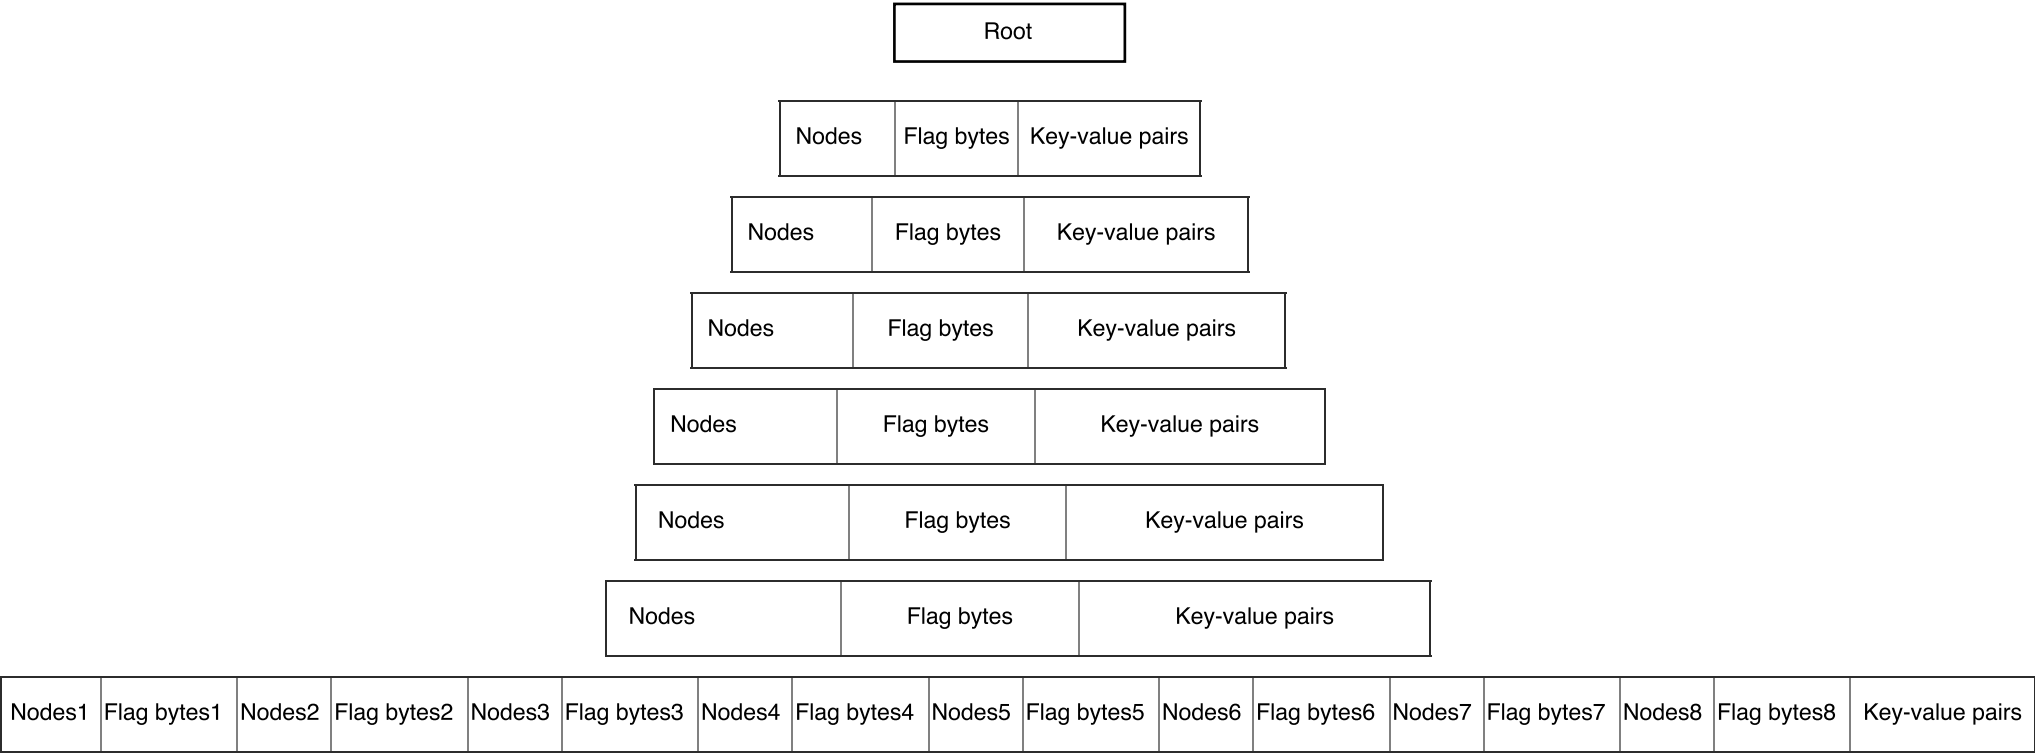 Root
Nodes Flag bytes Key-value pairs
Nodes Flag bytes Key-value pairs
Nodes Flag bytes Key-value pairs
Nodes Flag bytes Key-value pairs
Nodes Flag bytes Key-value pairs
Nodes Flag bytes Key-value pairs
Nodes1 Flag bytes1 Nodes2 Flag bytes2 Nodes3 Flag bytes3 Nodes4 Flag bytes4 Nodes5 Flag bytes5 Nodes6 Flag bytes6 Nodes7 Flag bytes7 Nodes8 Flag bytes8 Key-value pairs